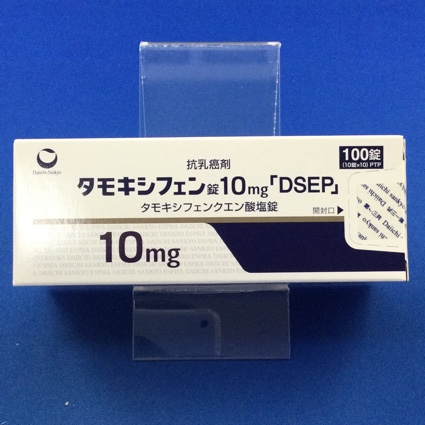 Daiichi-Sankyo
抗乳癌剤
タモキシフェン錠10mg「DSEP」
タモキシフェンクエン酸塩錠
100錠
(10錠×10) PTP
開封口▶
10mg